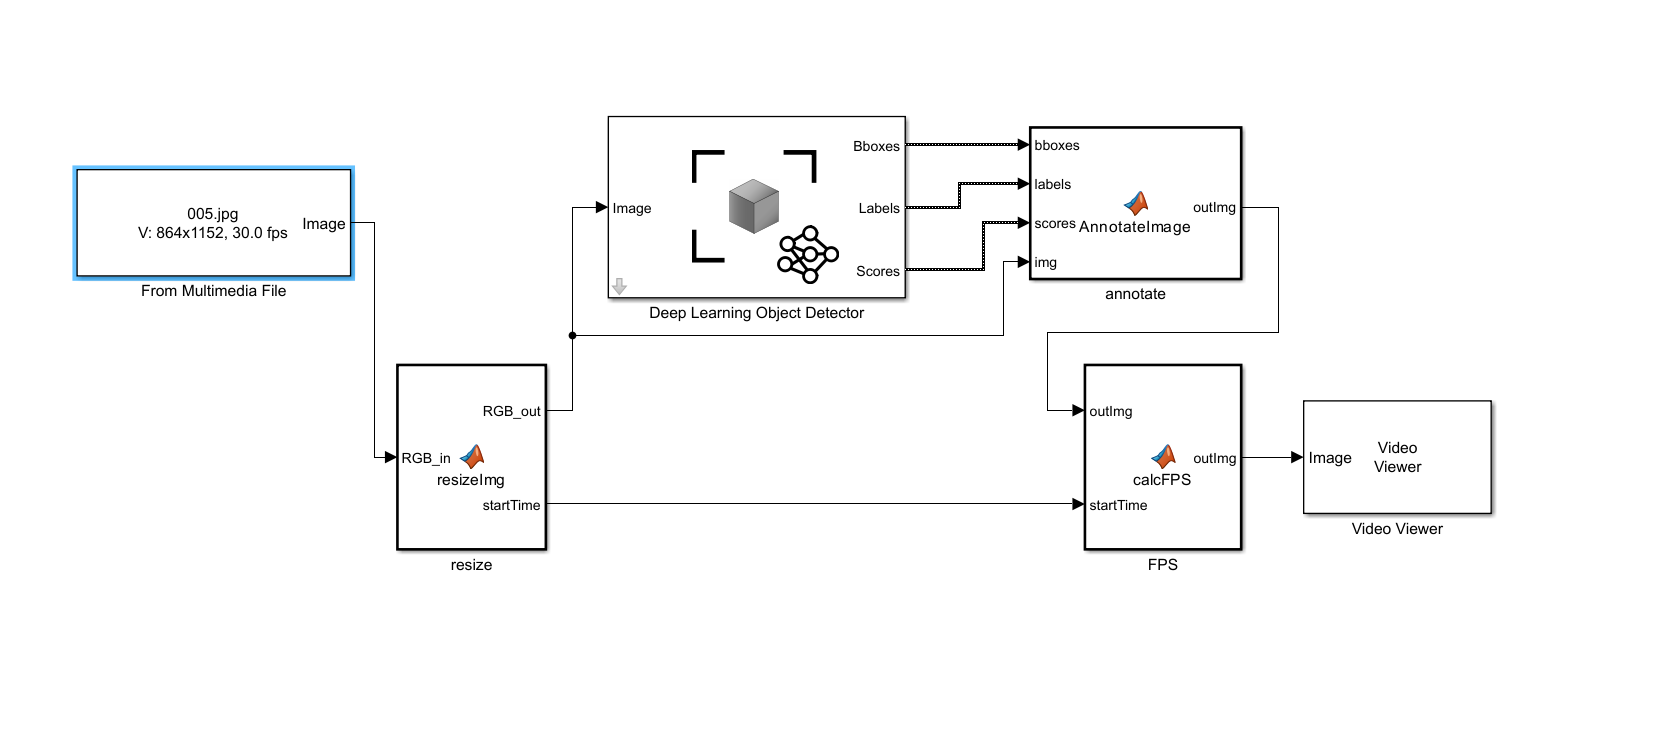 005.jpg
V: 864x1152, 30.0 fps
Image
From Multimedia File
Image
Bboxes
Labels
Scores
Deep Learning Object Detector
bboxes
labels
scores
img
AnnotateImage
outImg
annotate
RGB_in
resizeImg
RGB_out
startTime
resize
outImg
startTime
calcFPS
outImg
FPS
Image
Video
Viewer
Video Viewer